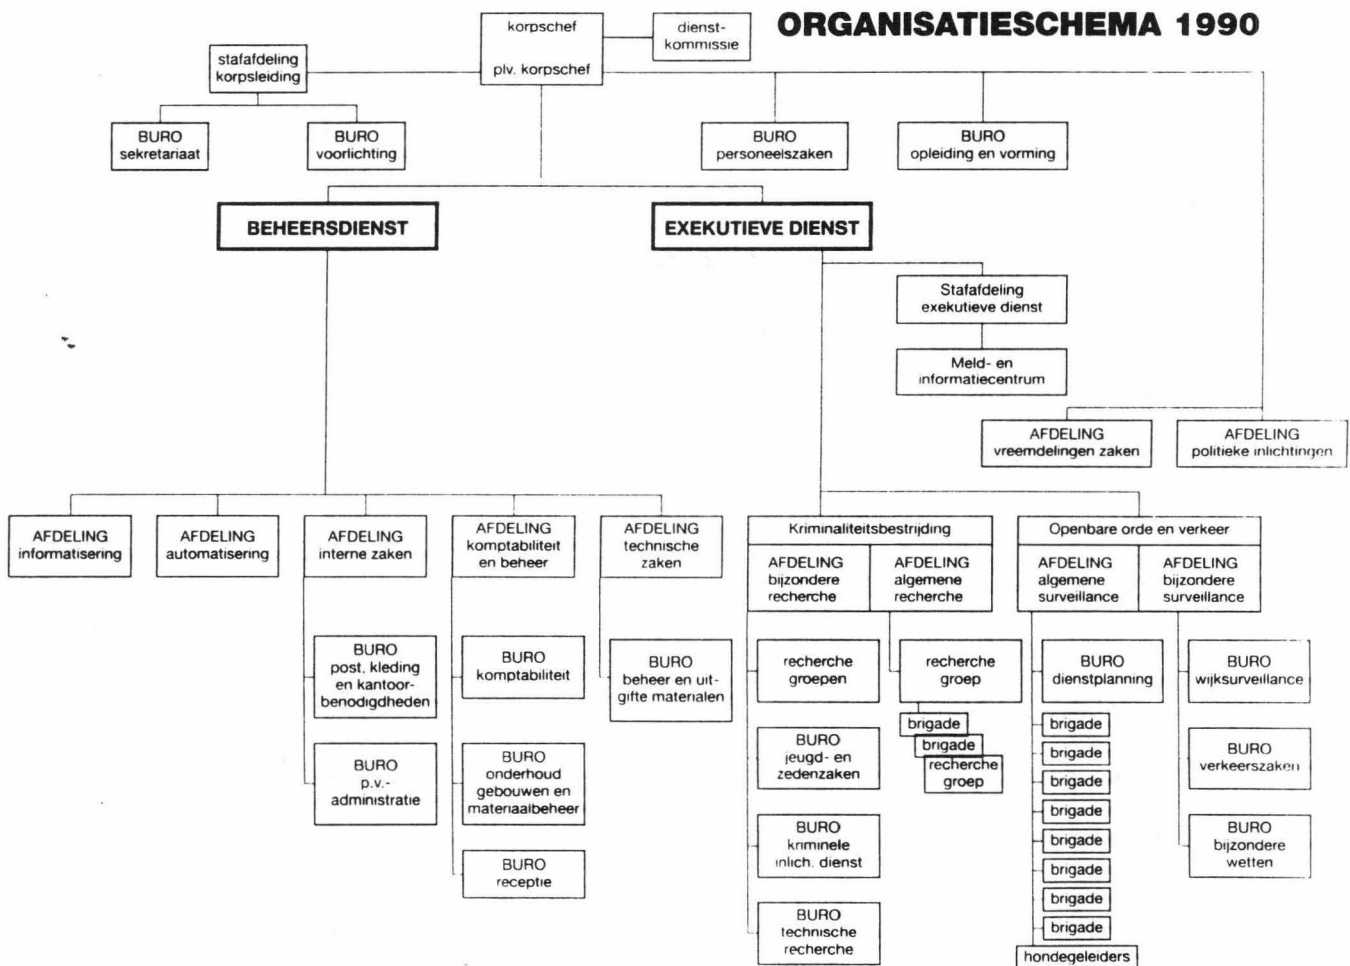 ORGANISATIESCHEMA 1990
korpschef
plv. korpschef
dienst-
kommissie
stafafdeling
korpsleiding
BURO
sekretariaat
BURO
voorlichting
BURO
personeelszaken
BURO
opleiding en vorming
BEHEERSDIENST
EXEKUTIEVE DIENST
Stafafdeling
exekutieve dienst
Meld- en
informatiecentrum
AFDELING
vreemdelingen zaken
AFDELING
politieke inlichtingen
AFDELING
informatisering
AFDELING
automatisering
AFDELING
interne zaken
AFDELING
komptabiliteit
en beheer
AFDELING
technische
zaken
Kriminaliteitsbestrijding
AFDELING
bijzondere
recherche
AFDELING
algemene
recherche
Openbare orde en verkeer
AFDELING
algemene
surveillance
AFDELING
bijzondere
surveillance
BURO
post, kleding
en kantoor-
benodigdheden
BURO
p.v.-
administratie
BURO
komptabiliteit
BURO
onderhoud
gebouwen en
materiaalbeheer
BURO
receptie
BURO
beheer en uit-
gifte materialen
recherche
groepen
BURO
jeugd- en
zedenzaken
BURO
kriminele
inlich. dienst
BURO
technische
recherche
recherche
groep
brigade
brigade
recherche
groep
BURO
dienstplanning
brigade
brigade
brigade
brigade
brigade
brigade
brigade
brigade
hondegeleiders
BURO
wijksurveillance
BURO
verkeerszaken
BURO
bijzondere
wetten